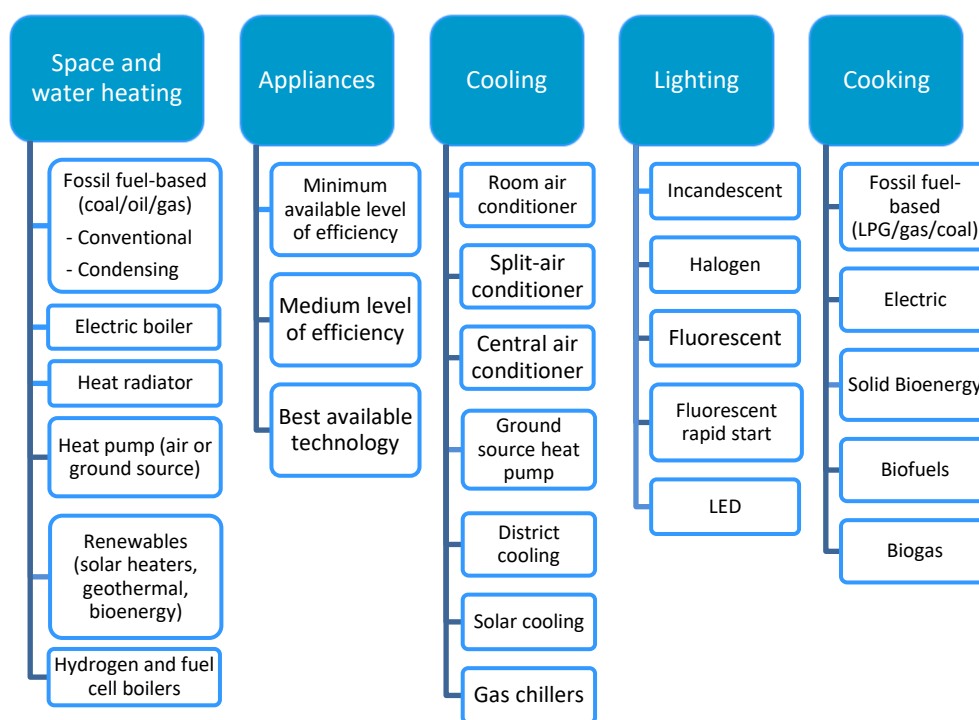 Space and
water heating
Fossil fuel-based
(coal/oil/gas)
- Conventional
- Condensing
Electric boiler
Heat radiator
Heat pump (air or
ground source)
Renewables
(solar heaters,
geothermal,
bioenergy)
Hydrogen and fuel
cell boilers
Appliances
Minimum
available level
of efficiency
Medium level
of efficiency
Best available
technology
Cooling
Room air
conditioner
Split-air
conditioner
Central air
conditioner
Ground
source heat
pump
District
cooling
Solar cooling
Gas chillers
Lighting
Incandescent
Halogen
Fluorescent
Fluorescent
rapid start
LED
Cooking
Fossil fuel-
based
(LPG/gas/coal)
Electric
Solid Bioenergy
Biofuels
Biogas